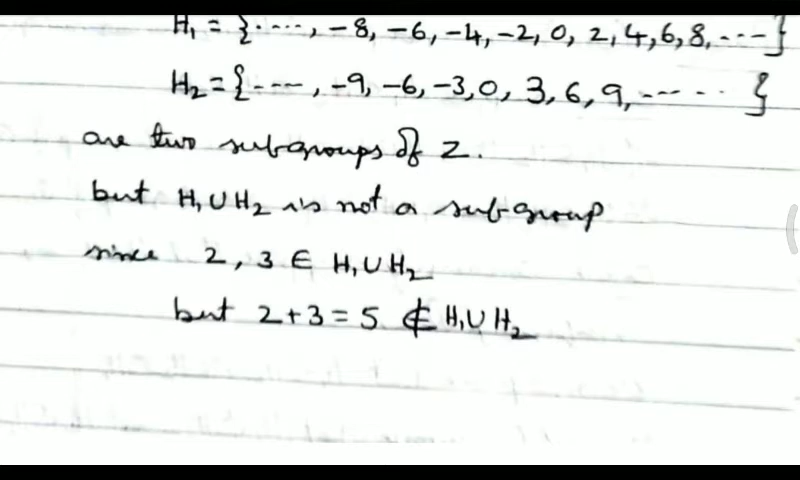 H₁ = {....., -8, -6, -4, -2, 0, 2, 4, 6, 8, ....}
H₂ = {...., -9, -6, -3, 0, 3, 6, 9, ...... }
are two subgroups of Z.
but H₁ ∪ H₂ is not a subgroup
since 2, 3 ∈ H₁ ∪ H₂
but 2+3 = 5 ∉ H₁ ∪ H₂